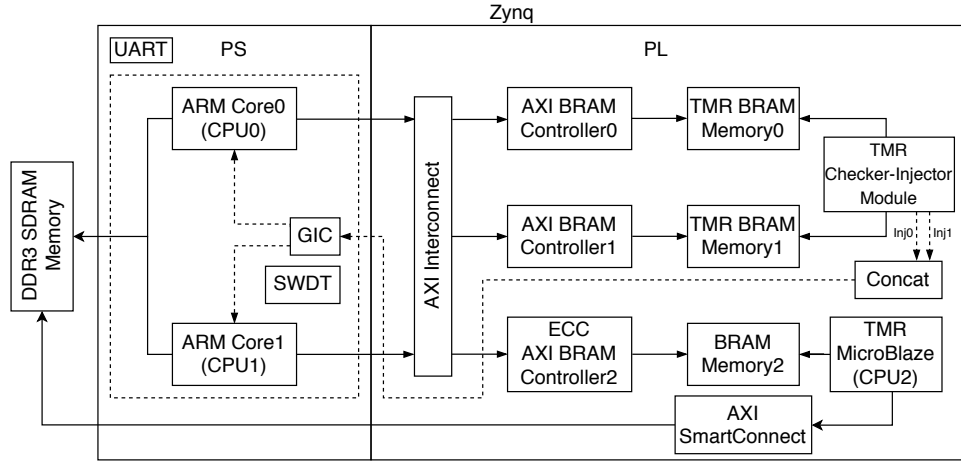 Zynq
UART
PS
PL
ARM Core0
(CPU0)
AXI BRAM
Controller0
TMR BRAM
Memory0
TMR
Checker-Injector
Module
DDR3 SDRAM
Memory
AXI Interconnect
GIC
AXI BRAM
Controller1
TMR BRAM
Memory1
Inj0
Inj1
SWDT
Concat
ARM Core1
(CPU1)
ECC
AXI BRAM
Controller2
BRAM
Memory2
TMR
MicroBlaze
(CPU2)
AXI
SmartConnect